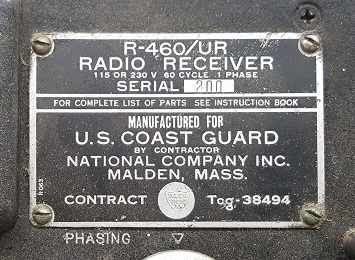 R-460/UR
RADIO RECEIVER
115 OR 230 V 60 CYCLE 1 PHASE
SERIAL 200
FOR COMPLETE LIST OF PARTS SEE INSTRUCTION BOOK
MANUFACTURED FOR
U.S. COAST GUARD
BY CONTRACTOR
NATIONAL COMPANY INC.
MALDEN, MASS.
CONTRACT Tcg-38494
PHASING